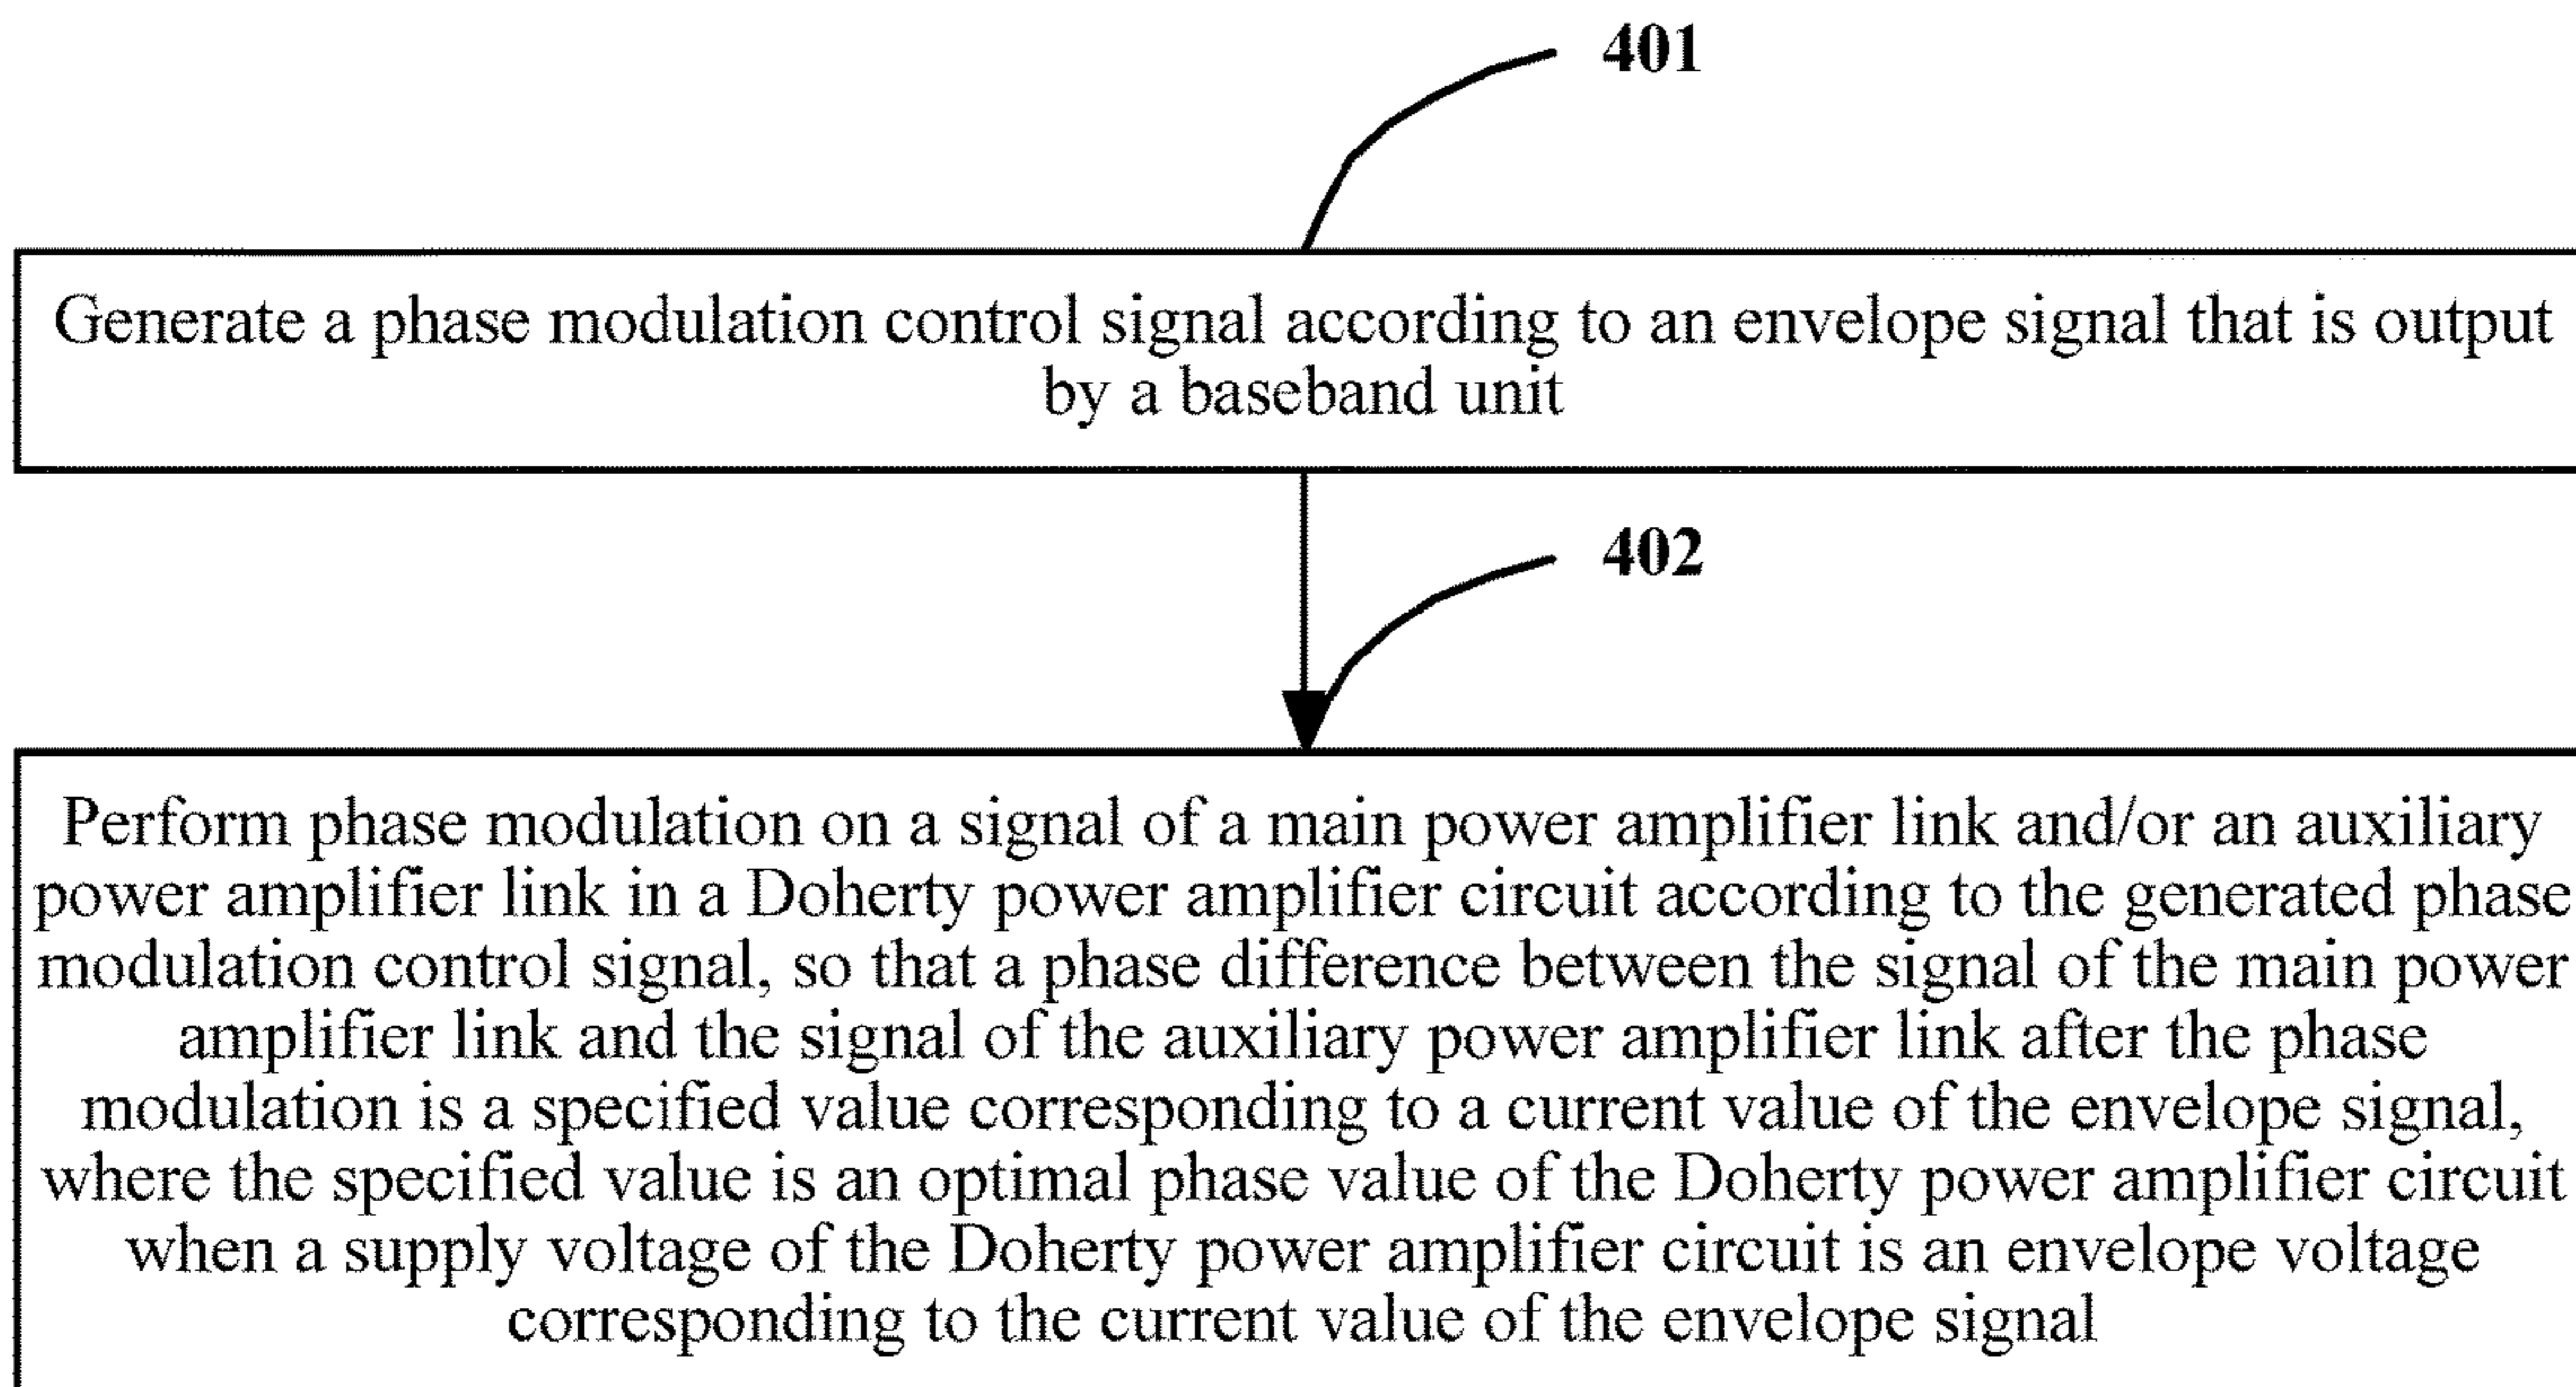 401
Generate a phase modulation control signal according to an envelope signal that is output
by a baseband unit
402
Perform phase modulation on a signal of a main power amplifier link and/or an auxiliary
power amplifier link in a Doherty power amplifier circuit according to the generated phase
modulation control signal, so that a phase difference between the signal of the main power
amplifier link and the signal of the auxiliary power amplifier link after the phase
modulation is a specified value corresponding to a current value of the envelope signal,
where the specified value is an optimal phase value of the Doherty power amplifier circuit
when a supply voltage of the Doherty power amplifier circuit is an envelope voltage
corresponding to the current value of the envelope signal